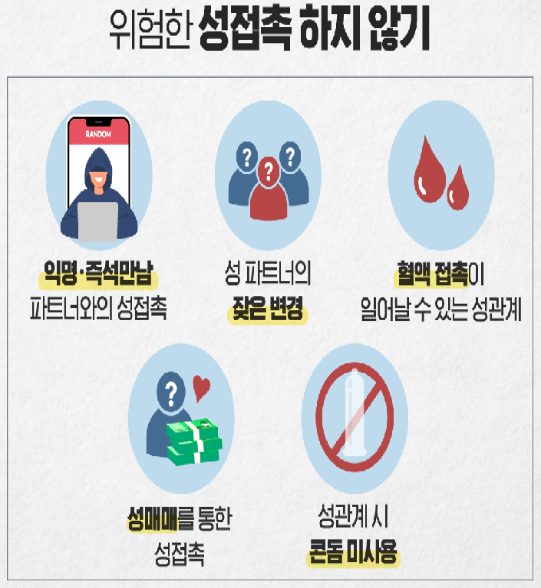 위험한 성접촉 하지 않기
RANDOM
익명·즉석만남
파트너와의 성접촉
? ? ?
성 파트너의
잦은 변경
혈액 접촉이
일어날 수 있는 성관계
?
성매매를 통한
성접촉
성관계 시
콘돔 미사용